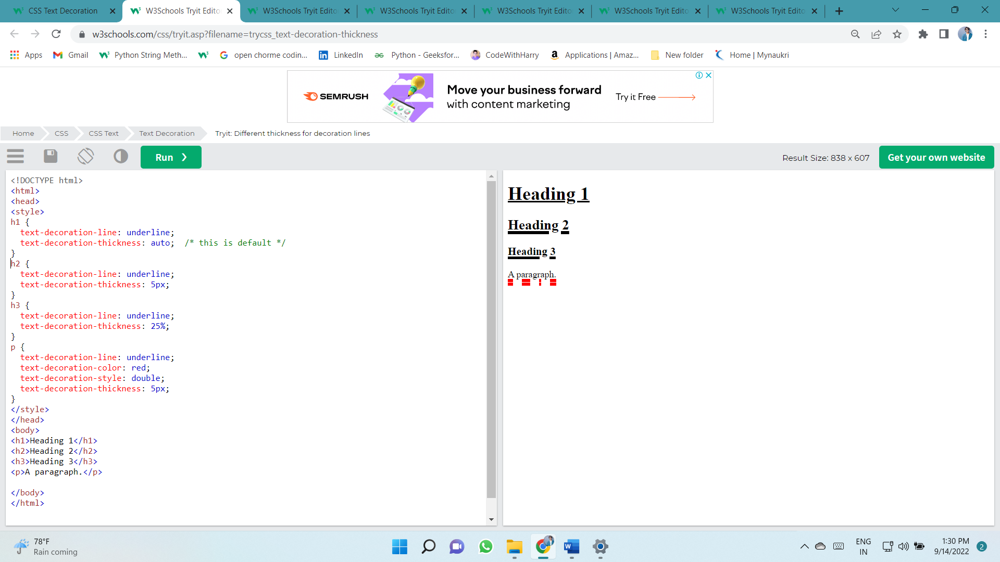 CSS Text Decoration
W3Schools Tryit Edito
W3Schools Tryit Edito
W3Schools Tryit Edito
W3Schools Tryit Edito
W3Schools Tryit Edito
W3Schools Tryit Edito
w3schools.com/css/tryit.asp?filename=trycss_text-decoration-thickness
Apps
Gmail
Python String Meth...
open chorme codin...
LinkedIn
Python - Geeksfor...
CodeWithHarry
Applications | Amaz...
New folder
Home | Mynaukri
SEMRUSH
Move your business forward
with content marketing
Try it Free
Home
CSS
CSS Text
Text Decoration
Tryit: Different thickness for decoration lines
Run ❯
Result Size: 838 x 607
Get your own website
<!DOCTYPE html>
<html>
<head>
<style>
h1 {
  text-decoration-line: underline;
  text-decoration-thickness: auto;  /* this is default */
}
h2 {
  text-decoration-line: underline;
  text-decoration-thickness: 5px;
}
h3 {
  text-decoration-line: underline;
  text-decoration-thickness: 25%;
}
p {
  text-decoration-line: underline;
  text-decoration-color: red;
  text-decoration-style: double;
  text-decoration-thickness: 5px;
}
</style>
</head>
<body>
<h1>Heading 1</h1>
<h2>Heading 2</h2>
<h3>Heading 3</h3>
<p>A paragraph.</p>

</body>
</html>
Heading 1
Heading 2
Heading 3
A paragraph.
78°F
Rain coming
ENG
IN
1:30 PM
9/14/2022
2